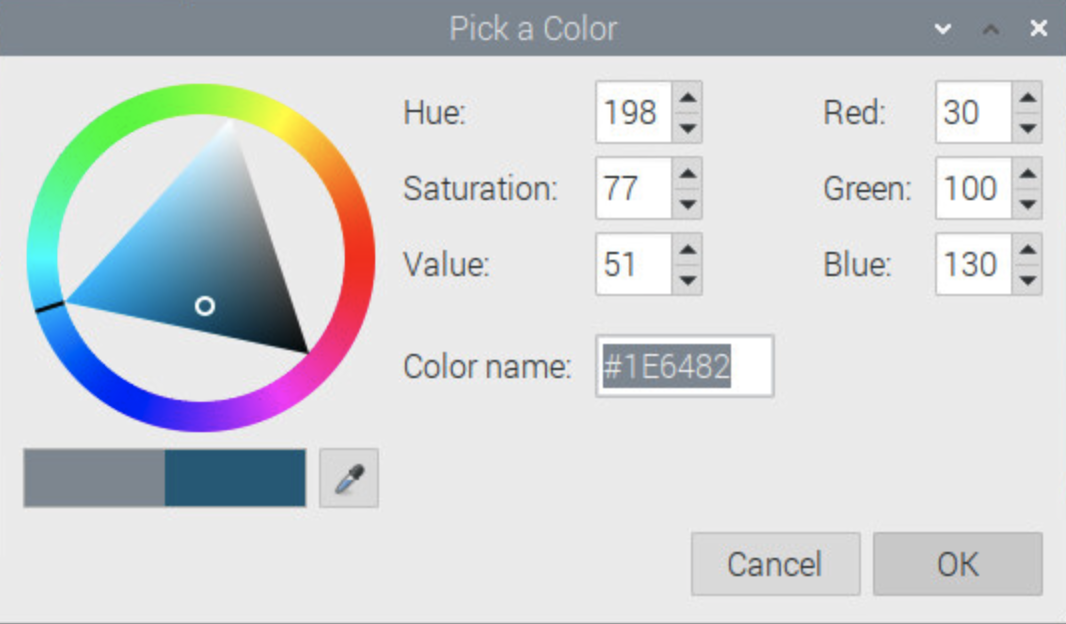 Pick a Color
Hue: 198 Red: 30
Saturation: 77 Green: 100
Value: 51 Blue: 130
Color name: #1E6482
Cancel OK